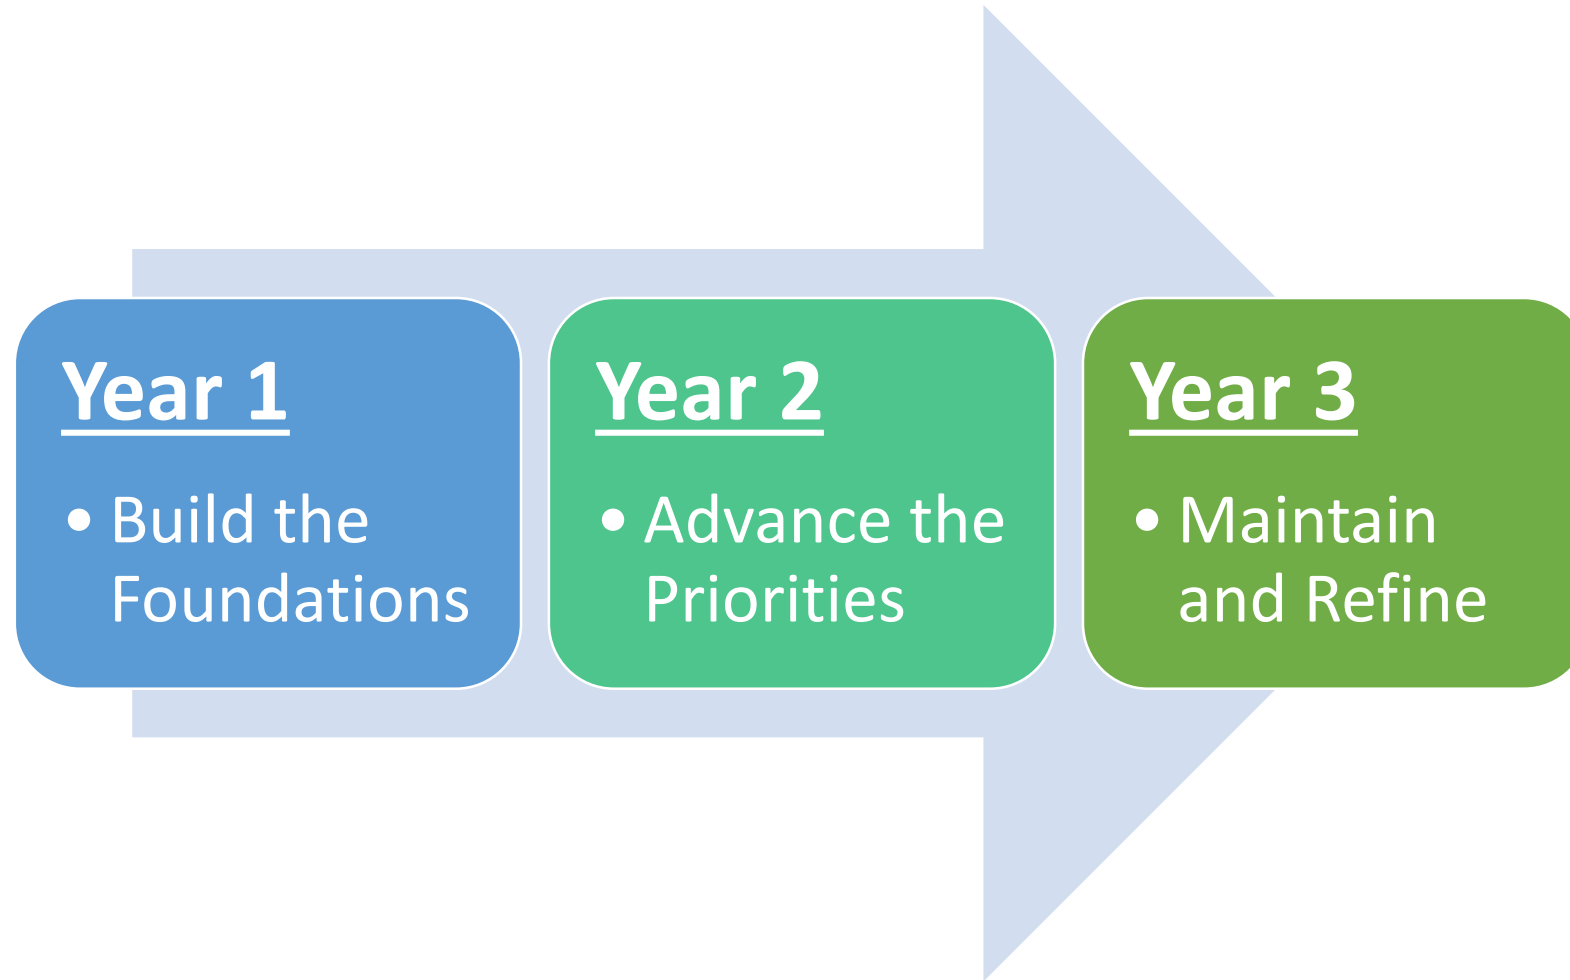 Year 1
• Build the
Foundations
Year 2
• Advance the
Priorities
Year 3
• Maintain
and Refine